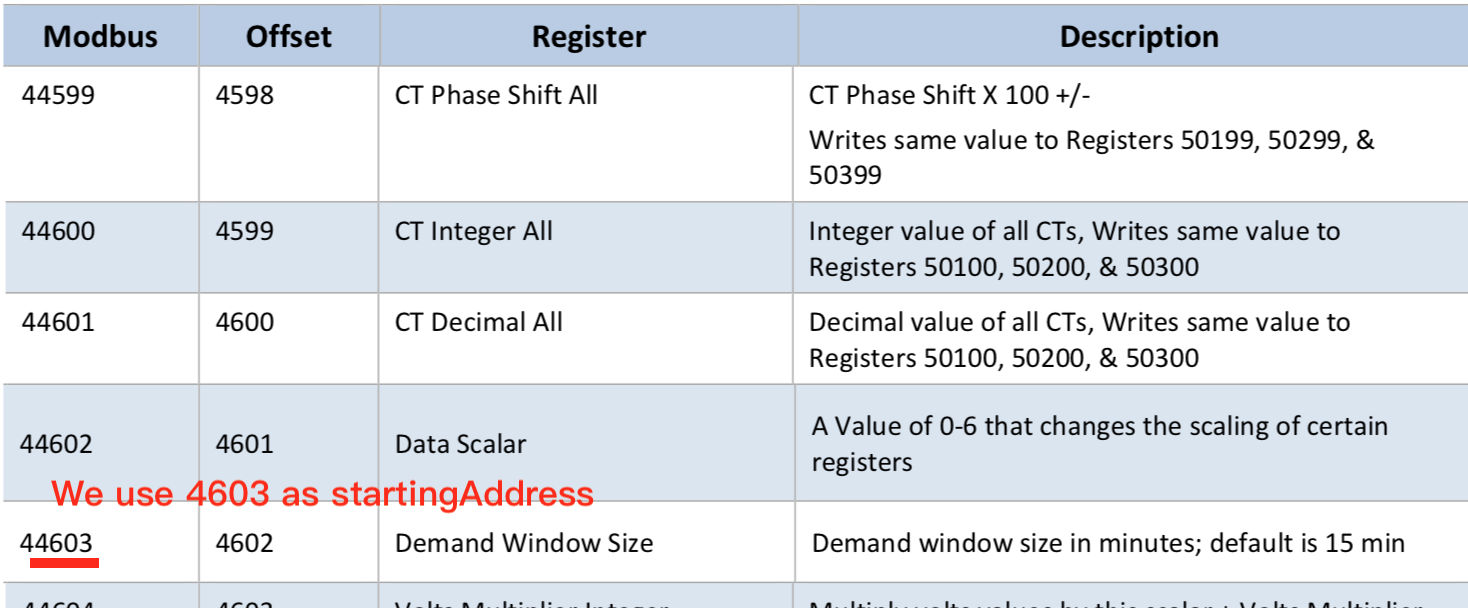 Modbus Offset Register Description
44599 4598 CT Phase Shift All CT Phase Shift X 100 +/-
Writes same value to Registers 50199, 50299, &
50399
44600 4599 CT Integer All Integer value of all CTs, Writes same value to
Registers 50100, 50200, & 50300
44601 4600 CT Decimal All Decimal value of all CTs, Writes same value to
Registers 50100, 50200, & 50300
44602 4601 Data Scalar A Value of 0-6 that changes the scaling of certain
registers
We use 4603 as startingAddress
44603 4602 Demand Window Size Demand window size in minutes; default is 15 min